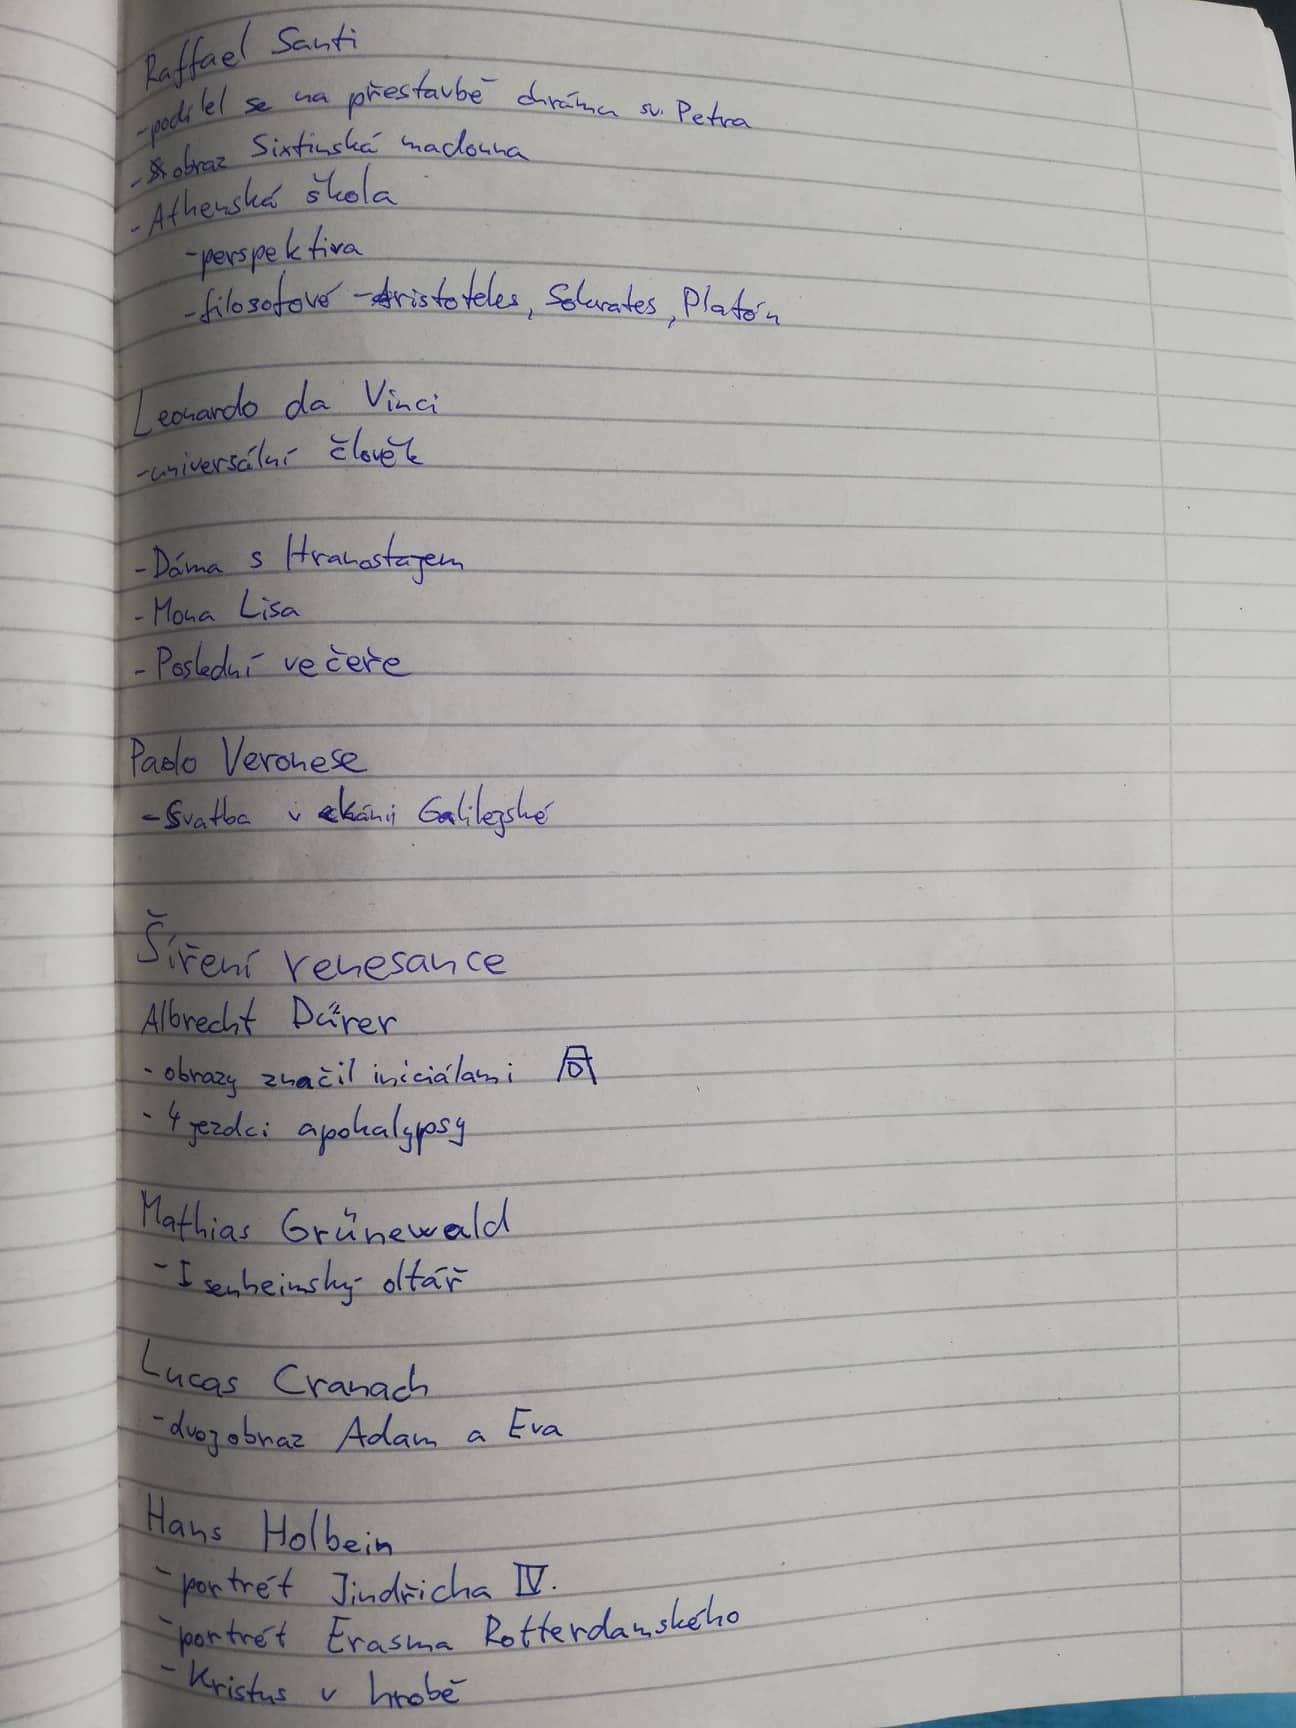 Raffael Santi
-podílel se na přestavbě chrámu sv. Petra
- obraz Sixtinská madonna
- Athenská škola
-perspektiva
-filosofové -Aristoteles, Sokrates, Platón
Leonardo da Vinci
-universální člověk
-Dáma s Hranostajem
- Mona Lisa
- Poslední večeře
Paolo Veronese
-Svatba v káni Galilejské
Šíření renesance
Albrecht Dürer
- obrazy značil iniciálami
- 4 jezdci apokalypsy
Mathias Grünewald
- Isenheimský oltář
Lucas Cranach
-dvojobraz Adam a Eva
Hans Holbein
-portrét Jindřicha IV.
-portrét Erasma Rotterdamského
- Kristus v hrobě